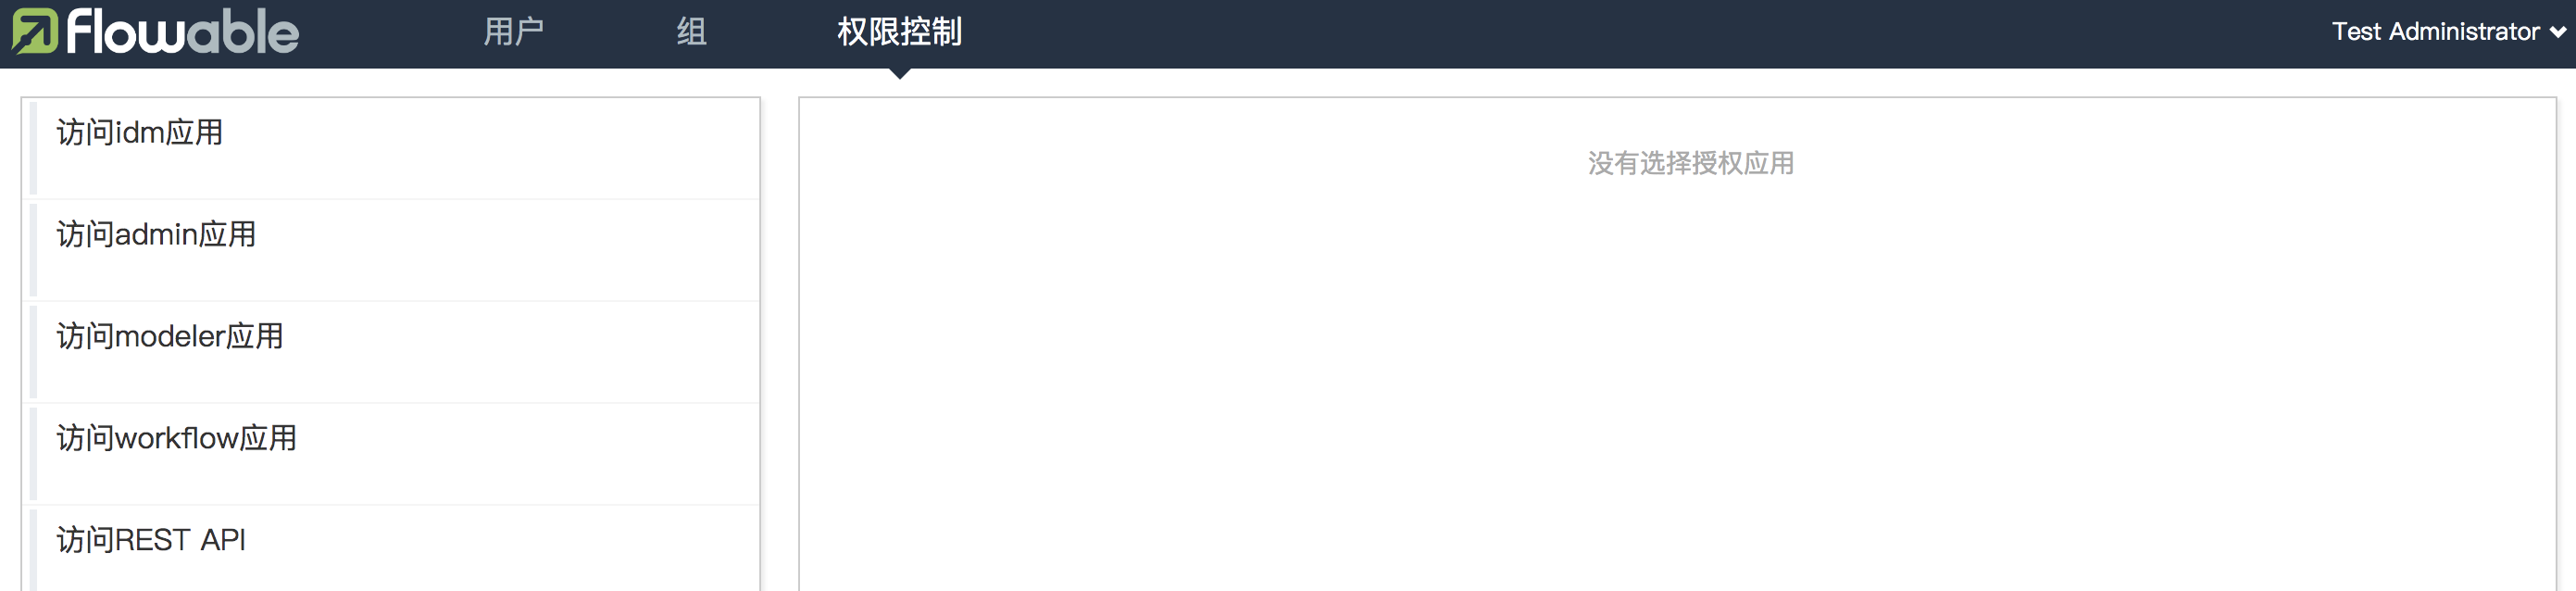 flowable 用户 组 权限控制 Test Administrator
访问idm应用
访问admin应用
访问modeler应用
访问workflow应用
访问REST API
没有选择授权应用